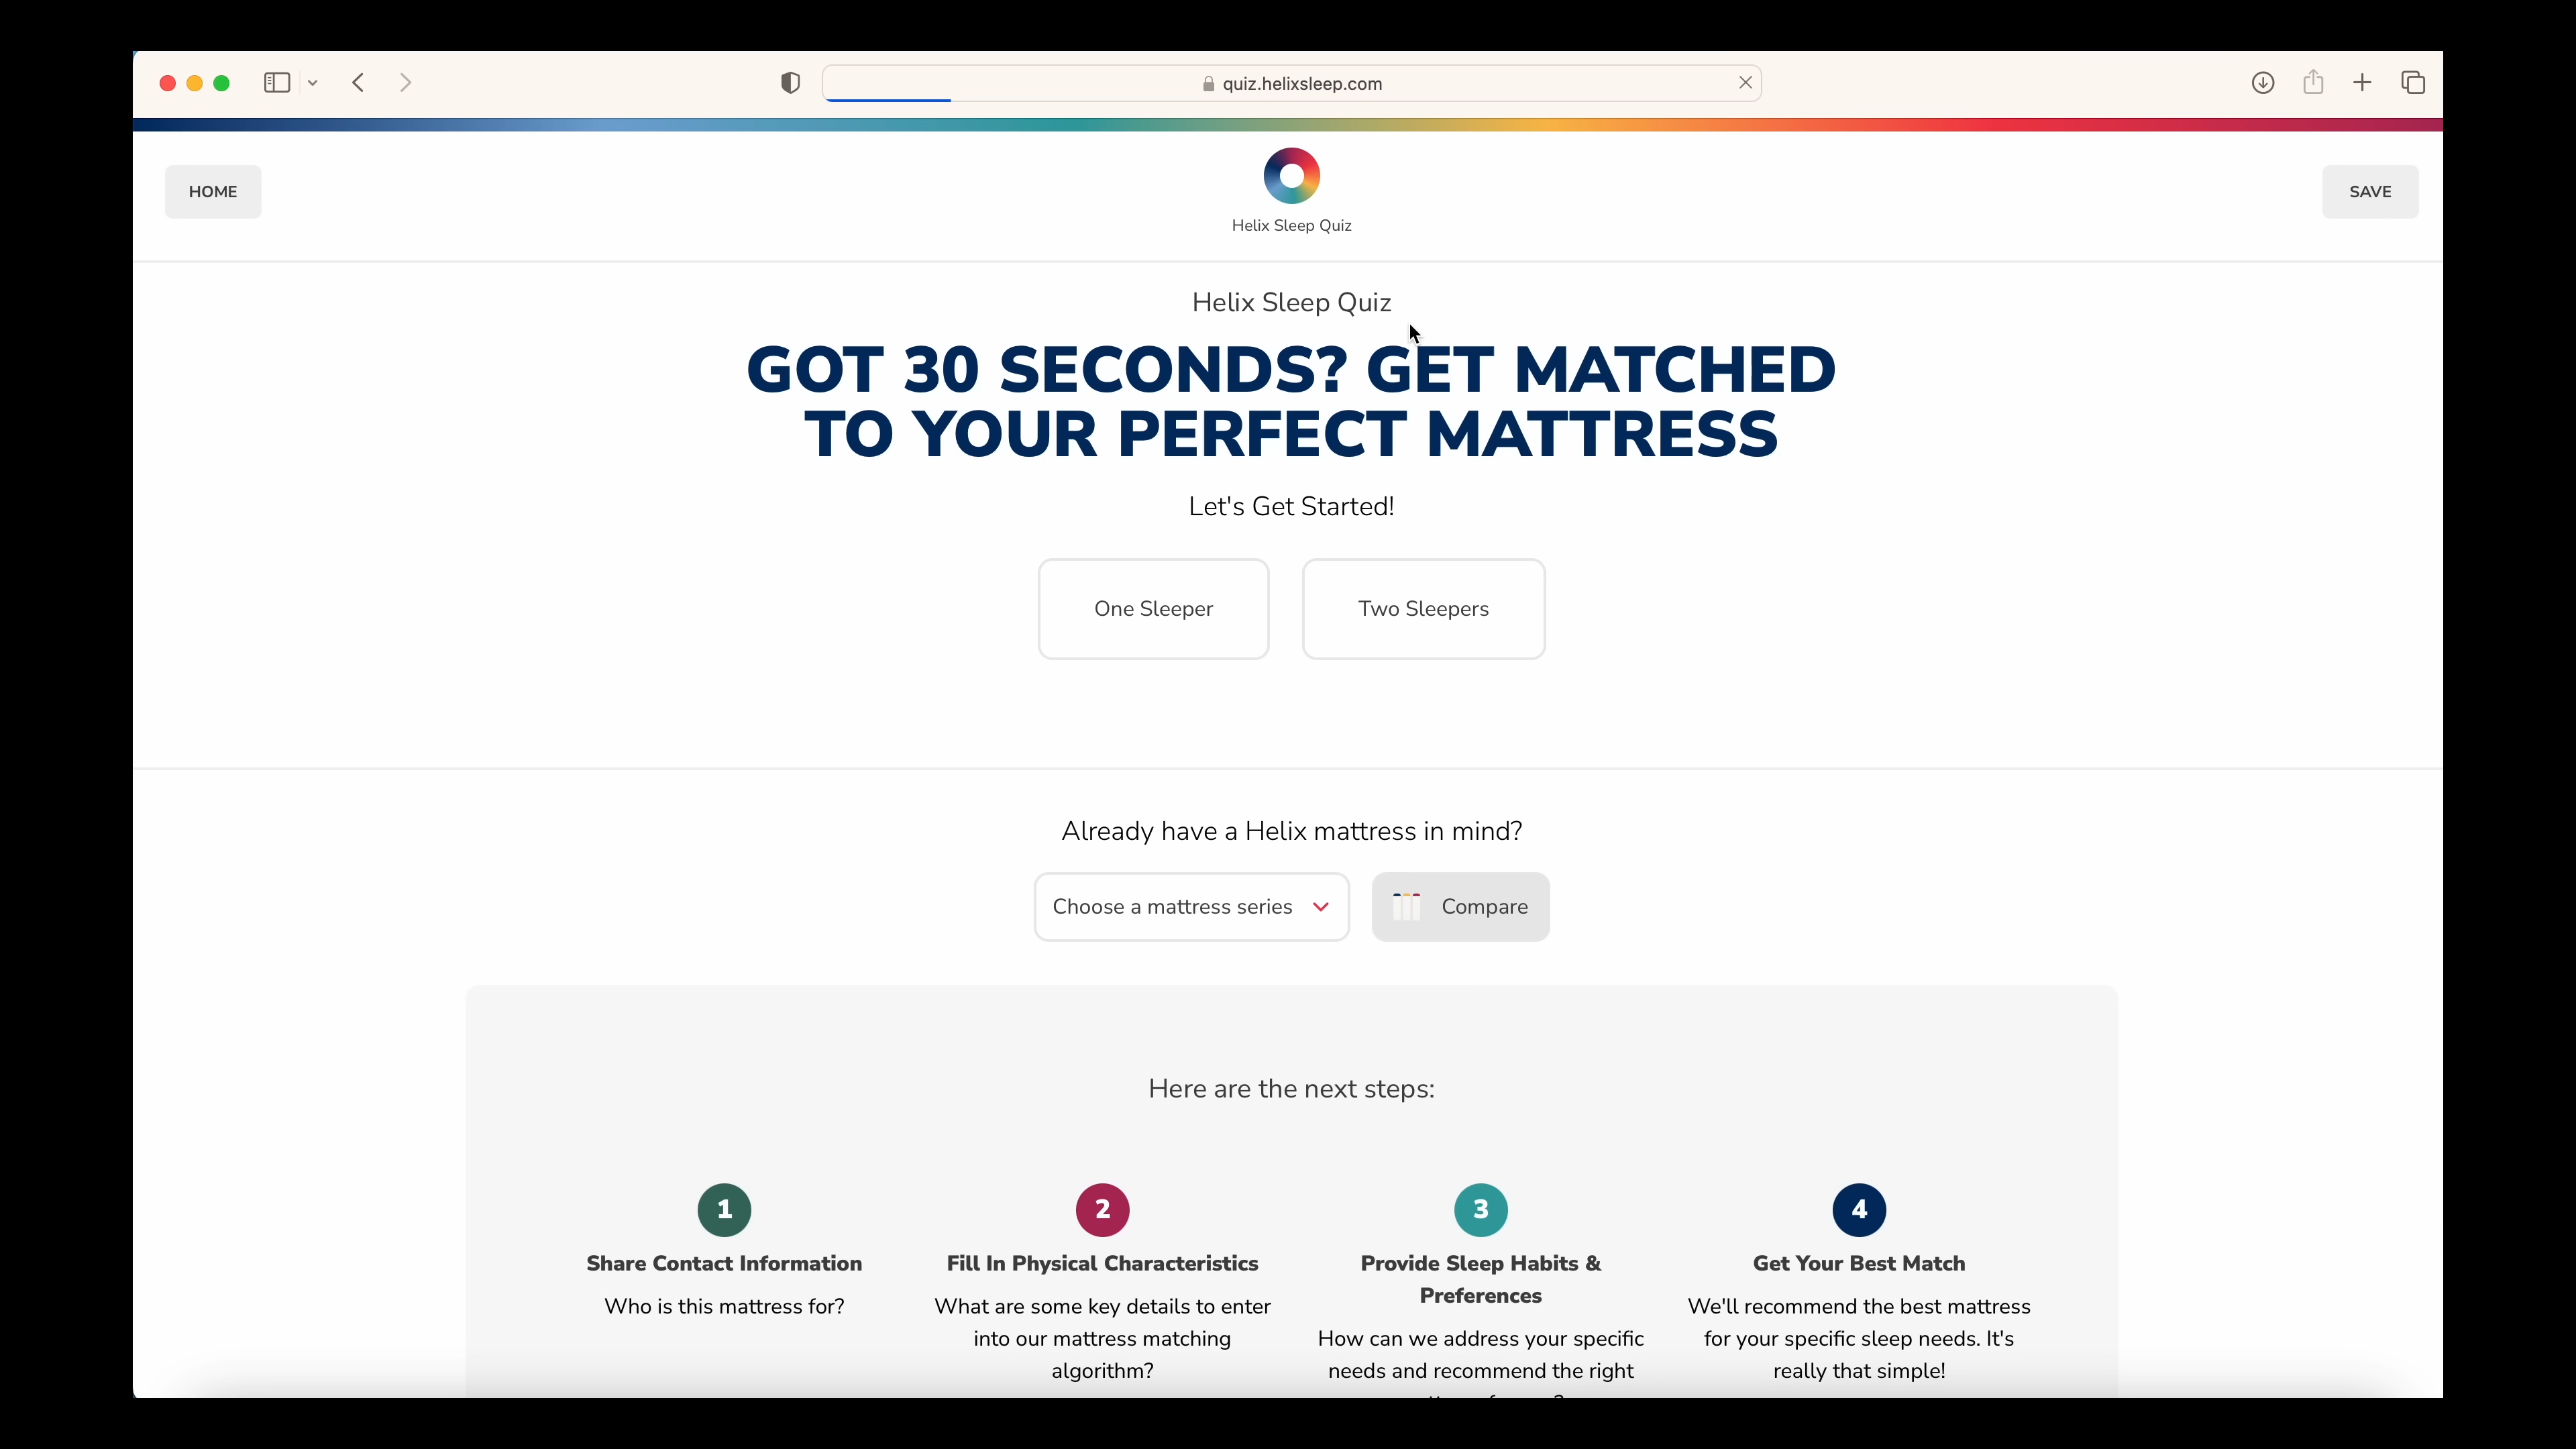 quiz.helixsleep.com
HOME
Helix Sleep Quiz
SAVE
Helix Sleep Quiz
GOT 30 SECONDS? GET MATCHED
TO YOUR PERFECT MATTRESS
Let's Get Started!
One Sleeper
Two Sleepers
Already have a Helix mattress in mind?
Choose a mattress series
Compare
Here are the next steps:
1
Share Contact Information
Who is this mattress for?
2
Fill In Physical Characteristics
What are some key details to enter
into our mattress matching
algorithm?
3
Provide Sleep Habits &
Preferences
How can we address your specific
needs and recommend the right
4
Get Your Best Match
We'll recommend the best mattress
for your specific sleep needs. It's
really that simple!